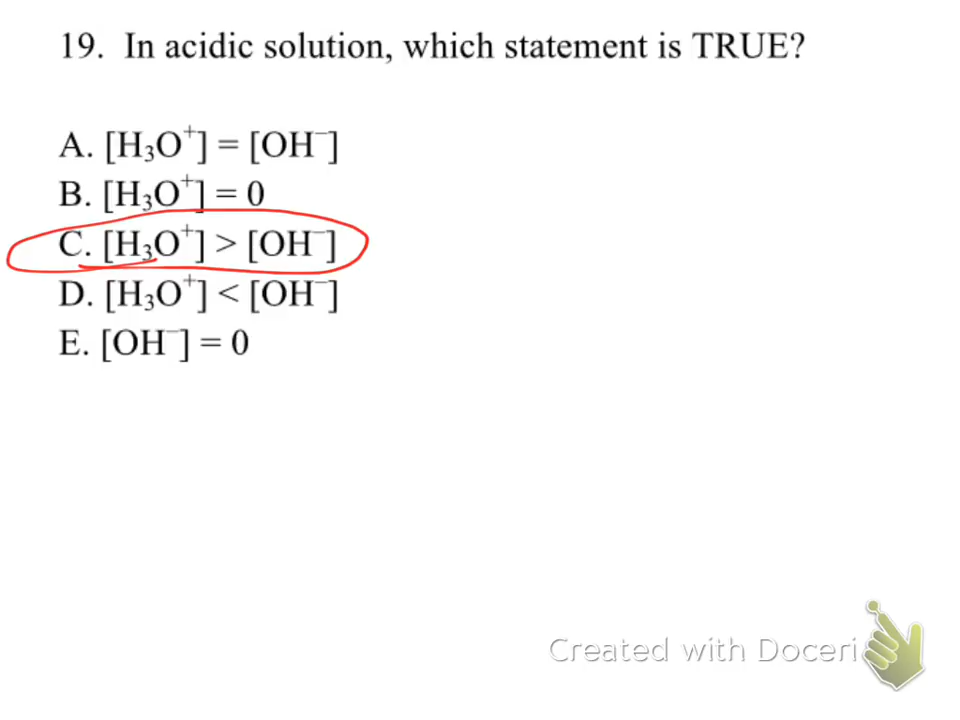 19. In acidic solution, which statement is TRUE?
A. [H₃O⁺] = [OH⁻]
B. [H₃O⁺] = 0
C. [H₃O⁺] > [OH⁻]
D. [H₃O⁺] < [OH⁻]
E. [OH⁻] = 0
Created with Doceri